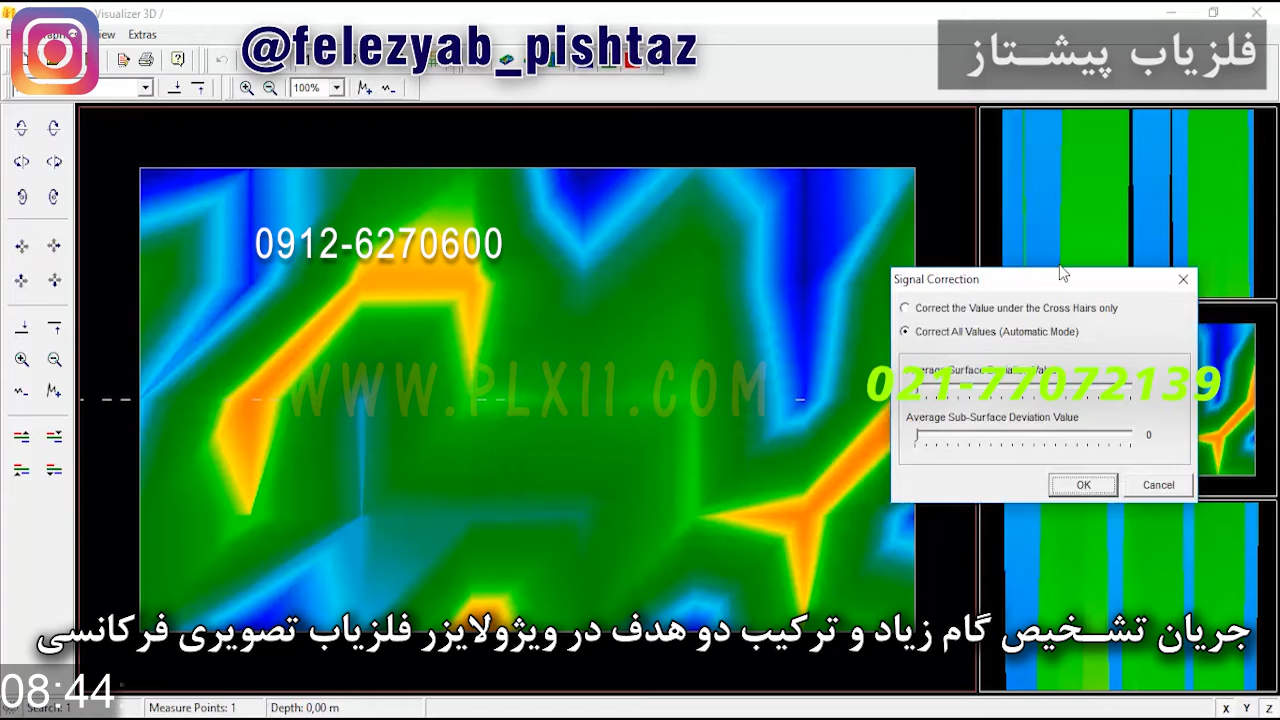 Visualizer 3D /
@felezyab_pishtaz
فلزیاب پیشتاز
View Extras
100%
0912-6270600
Signal Correction
Correct the Value under the Cross Hairs only
Correct All Values (Automatic Mode)
WWW.PLX11.COM
021-77072139
Average Sub-Surface Deviation Value
0
OK Cancel
جریان تشخیص گام زیاد و ترکیب دو هدف در ویژولایزر فلزیاب تصویری فرکانسی
08:44
Search: 1 Measure Points: 1 Depth: 0,00 m X Y Z